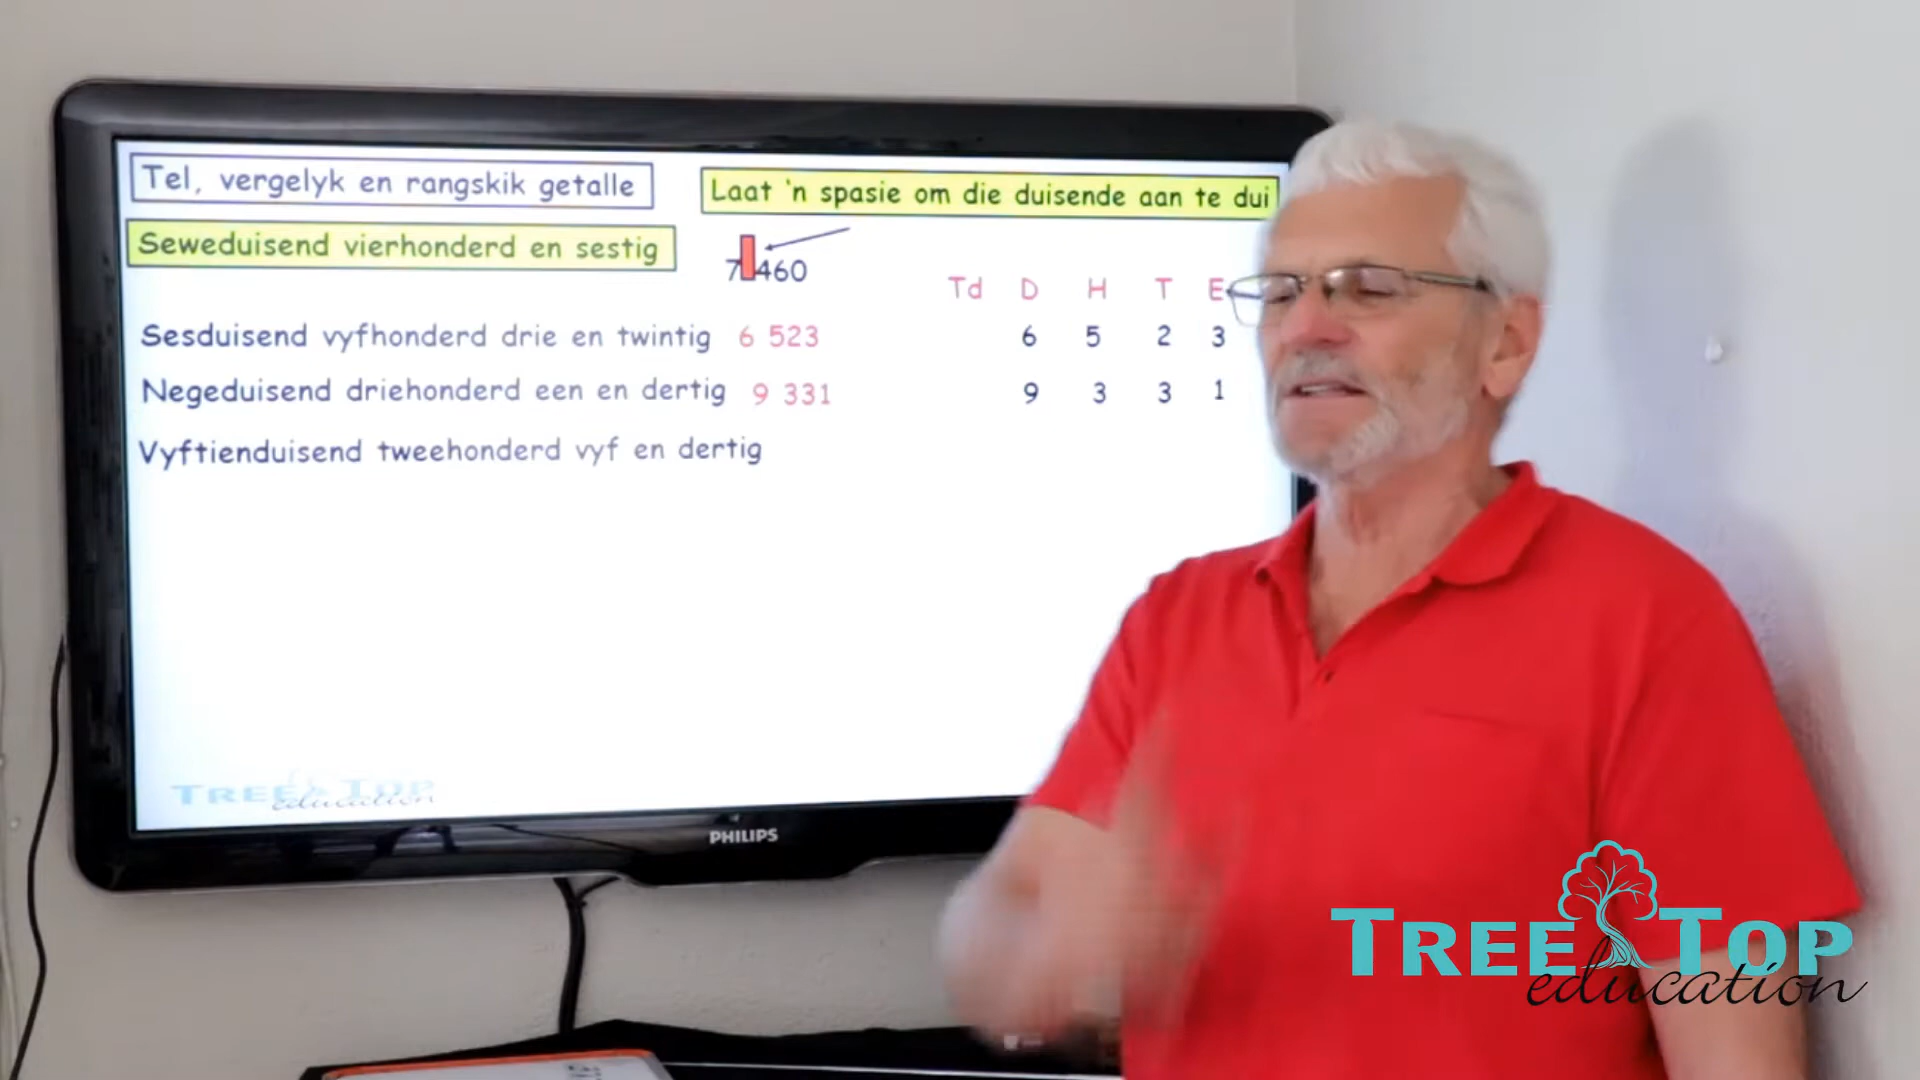 Tel, vergelyk en rangskik getalle
Laat 'n spasie om die duisende aan te dui
Seweduisend vierhonderd en sestig
7 460
Td D H T E
Sesduisend vyfhonderd drie en twintig 6 523
6 5 2 3
Negeduisend driehonderd een en dertig 9 331
9 3 3 1
Vyftienduisend tweehonderd vyf en dertig
TREE TOP
education
PHILIPS
TREE TOP
education